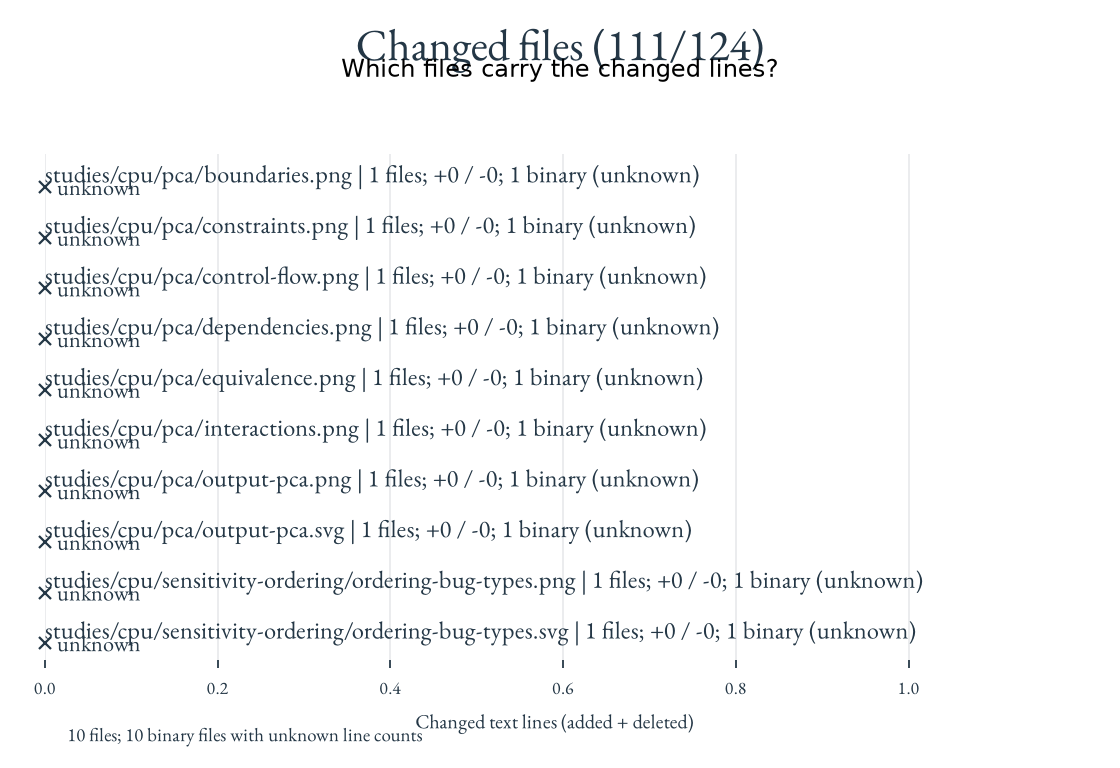 Changed files (111/124)
Which files carry the changed lines?
studies/cpu/pca/boundaries.png | 1 files; +0 / -0; 1 binary (unknown)
unknown
studies/cpu/pca/constraints.png | 1 files; +0 / -0; 1 binary (unknown)
unknown
studies/cpu/pca/control-flow.png | 1 files; +0 / -0; 1 binary (unknown)
unknown
studies/cpu/pca/dependencies.png | 1 files; +0 / -0; 1 binary (unknown)
unknown
studies/cpu/pca/equivalence.png | 1 files; +0 / -0; 1 binary (unknown)
unknown
studies/cpu/pca/interactions.png | 1 files; +0 / -0; 1 binary (unknown)
unknown
studies/cpu/pca/output-pca.png | 1 files; +0 / -0; 1 binary (unknown)
unknown
studies/cpu/pca/output-pca.svg | 1 files; +0 / -0; 1 binary (unknown)
unknown
studies/cpu/sensitivity-ordering/ordering-bug-types.png | 1 files; +0 / -0; 1 binary (unknown)
unknown
studies/cpu/sensitivity-ordering/ordering-bug-types.svg | 1 files; +0 / -0; 1 binary (unknown)
unknown
0.0 0.2 0.4 0.6 0.8 1.0
Changed text lines (added + deleted)
10 files; 10 binary files with unknown line counts